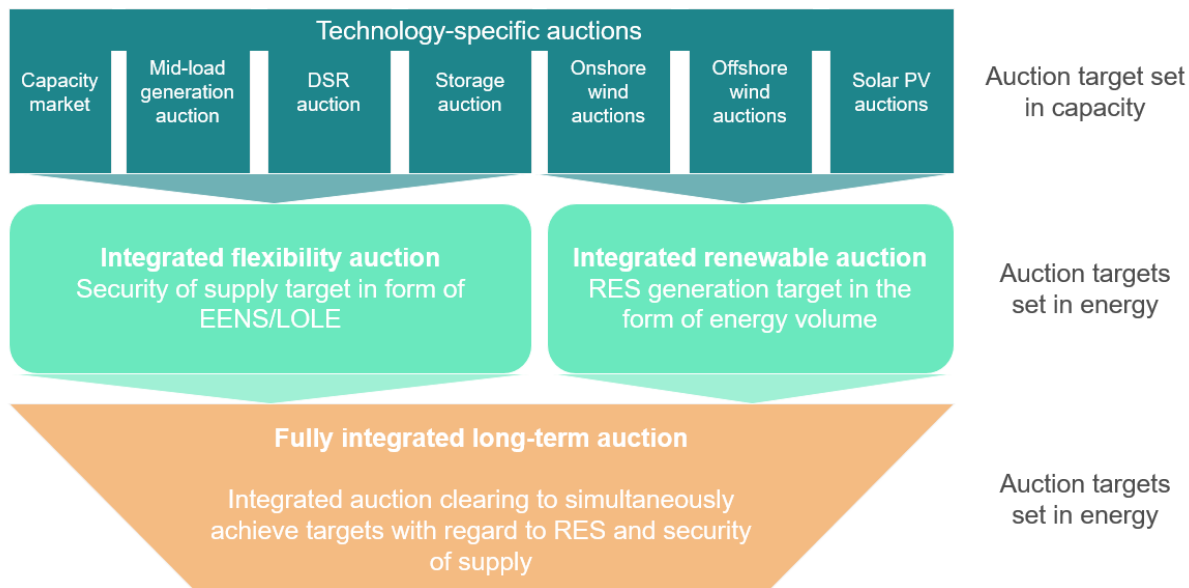 Technology-specific auctions
Capacity
market
Mid-load
generation
auction
DSR
auction
Storage
auction
Onshore
wind
auctions
Offshore
wind
auctions
Solar PV
auctions
Auction target set
in capacity
Integrated flexibility auction
Security of supply target in form of
EENS/LOLE
Integrated renewable auction
RES generation target in the
form of energy volume
Auction targets
set in energy
Fully integrated long-term auction
Integrated auction clearing to simultaneously
achieve targets with regard to RES and security
of supply
Auction targets
set in energy